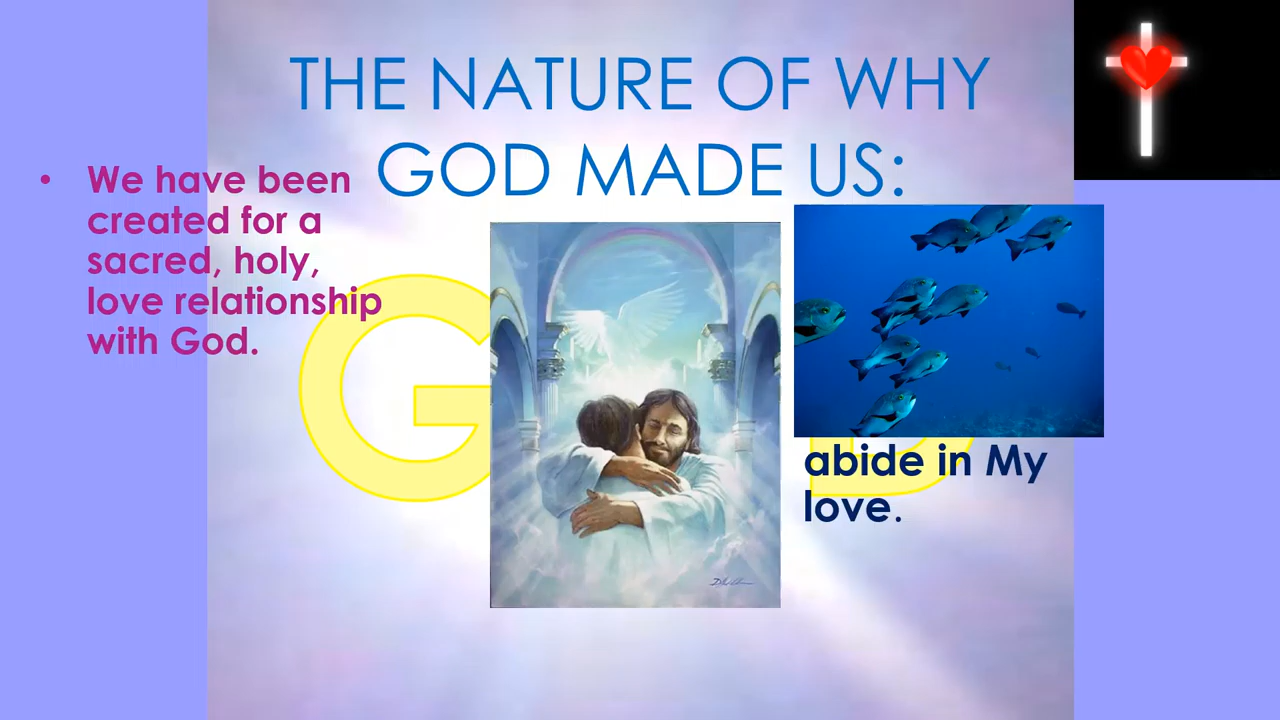 THE NATURE OF WHY
GOD MADE US:
• We have been
created for a
sacred, holy,
love relationship
with God.
G D
abide in My
love.